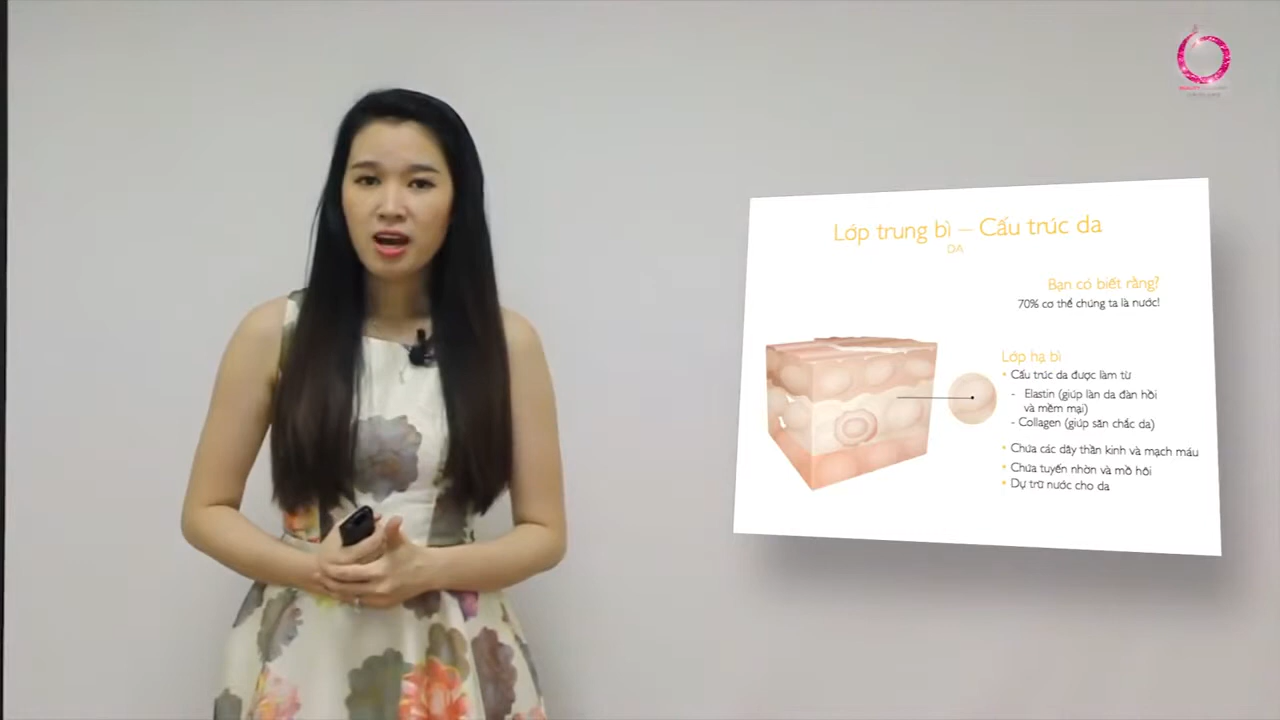 Lớp trung bì – Cấu trúc da
DA
Bạn có biết rằng?
70% cơ thể chúng ta là nước!
Lớp hạ bì
• Cấu trúc da được làm từ
- Elastin (giúp làn da đàn hồi
và mềm mại)
- Collagen (giúp săn chắc da)
• Chứa các dây thần kinh và mạch máu
• Chứa tuyến nhờn và mồ hôi
• Dự trữ nước cho da